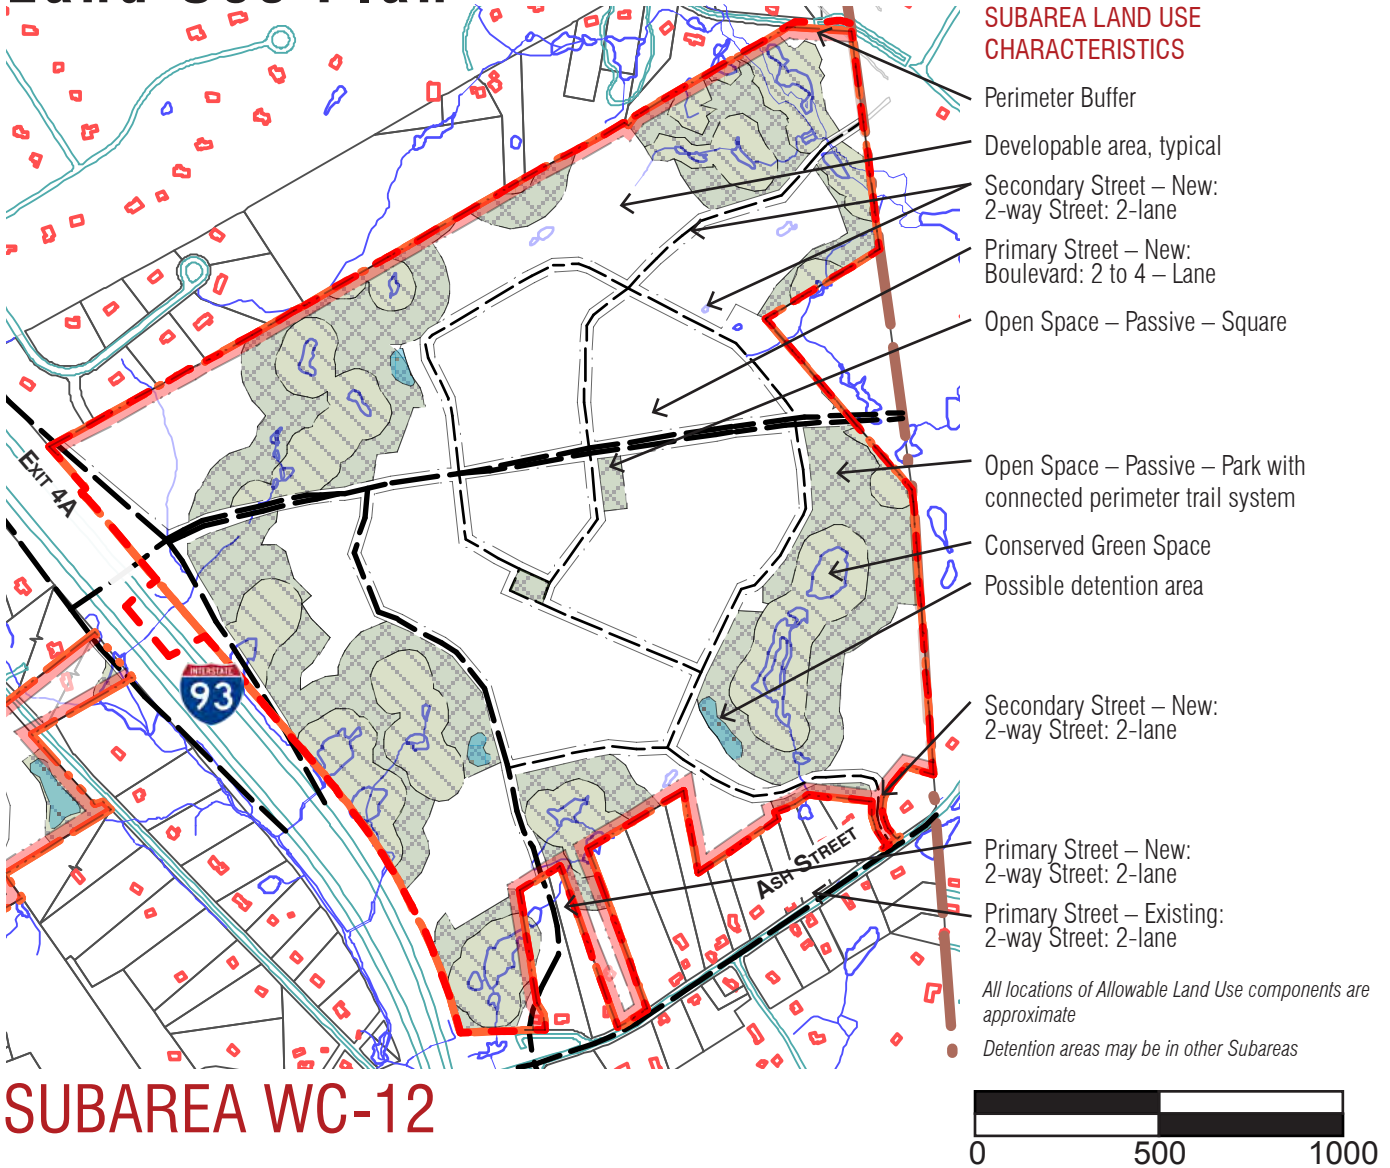 Land Use Plan
SUBAREA LAND USE
CHARACTERISTICS
Perimeter Buffer
Developable area, typical
Secondary Street – New:
2-way Street: 2-lane
Primary Street – New:
Boulevard: 2 to 4 – Lane
Open Space – Passive – Square
Open Space – Passive – Park with
connected perimeter trail system
Conserved Green Space
Possible detention area
Secondary Street – New:
2-way Street: 2-lane
Primary Street – New:
2-way Street: 2-lane
Primary Street – Existing:
2-way Street: 2-lane
All locations of Allowable Land Use components are
approximate
Detention areas may be in other Subareas
EXIT 4A
INTERSTATE
93
ASH STREET
SUBAREA WC-12
0 500 1000